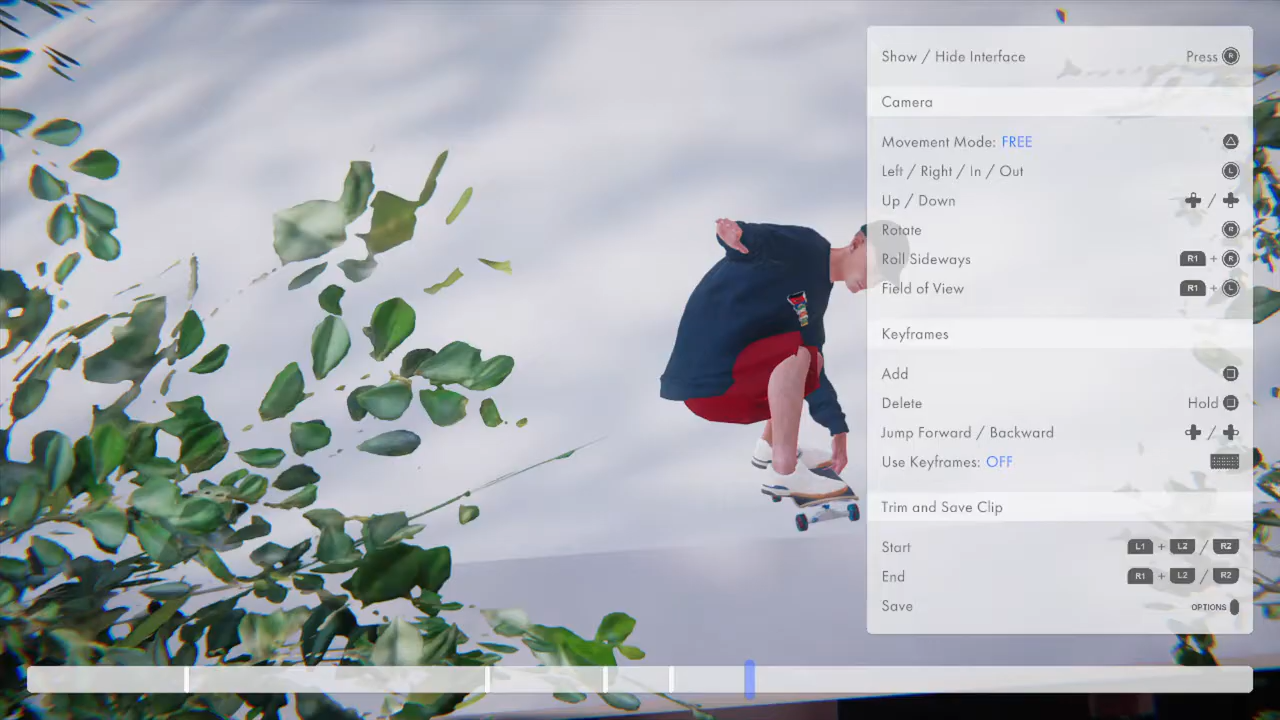 Show / Hide Interface Press R
Camera
Movement Mode: FREE
Left / Right / In / Out L
Up / Down /
Rotate R
Roll Sideways R1 + R
Field of View R1 + L
Keyframes
Add
Delete Hold
Jump Forward / Backward /
Use Keyframes: OFF
Trim and Save Clip
Start L1 + L2 / R2
End R1 + L2 / R2
Save OPTIONS